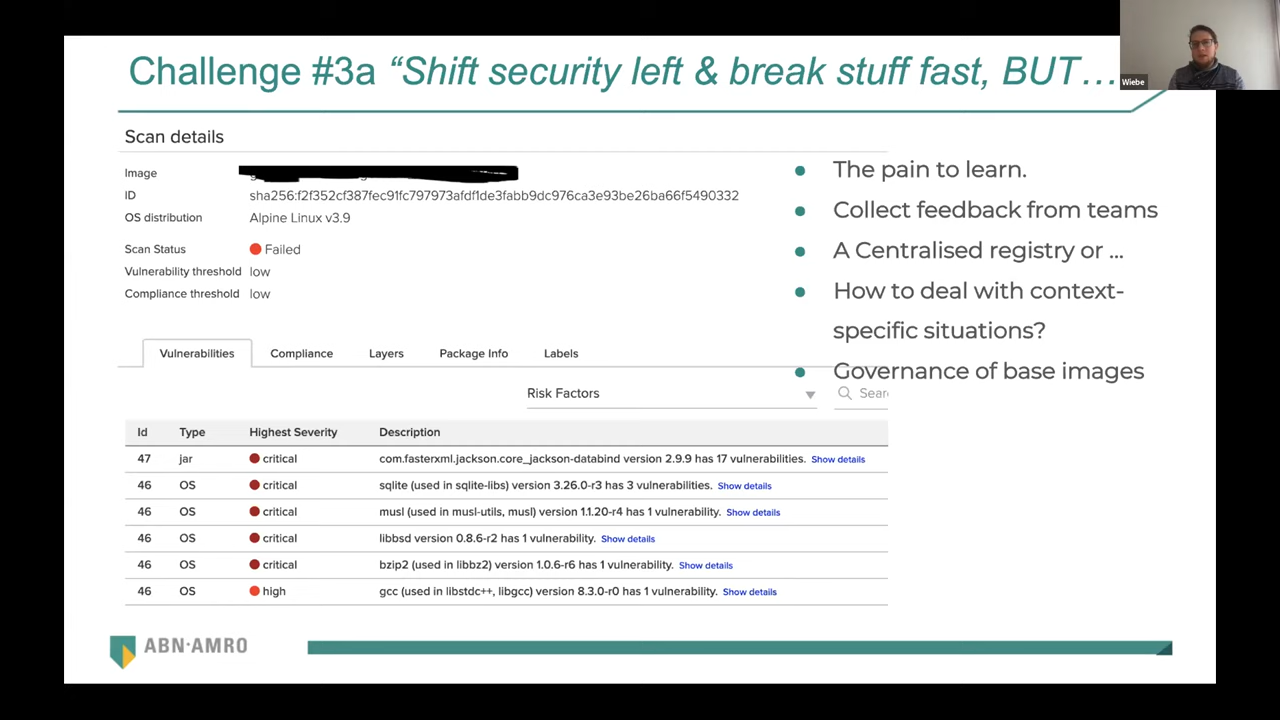 Challenge #3a “Shift security left & break stuff fast, BUT…
Wiebe
Scan details
Image
ID sha256:f2f352cf387fec91fc797973afdf1de3fabb9dc976ca3e93be26ba66f5490332
OS distribution Alpine Linux v3.9
Scan Status Failed
Vulnerability threshold low
Compliance threshold low
The pain to learn.
Collect feedback from teams
A Centralised registry or ...
How to deal with context-
specific situations?
Governance of base images
Vulnerabilities Compliance Layers Package Info Labels
Risk Factors Sear
Id Type Highest Severity Description
47 jar critical com.fasterxml.jackson.core_jackson-databind version 2.9.9 has 17 vulnerabilities. Show details
46 OS critical sqlite (used in sqlite-libs) version 3.26.0-r3 has 3 vulnerabilities. Show details
46 OS critical musl (used in musl-utils, musl) version 1.1.20-r4 has 1 vulnerability. Show details
46 OS critical libbsd version 0.8.6-r2 has 1 vulnerability. Show details
46 OS critical bzip2 (used in libbz2) version 1.0.6-r6 has 1 vulnerability. Show details
46 OS high gcc (used in libstdc++, libgcc) version 8.3.0-r0 has 1 vulnerability. Show details
ABN·AMRO